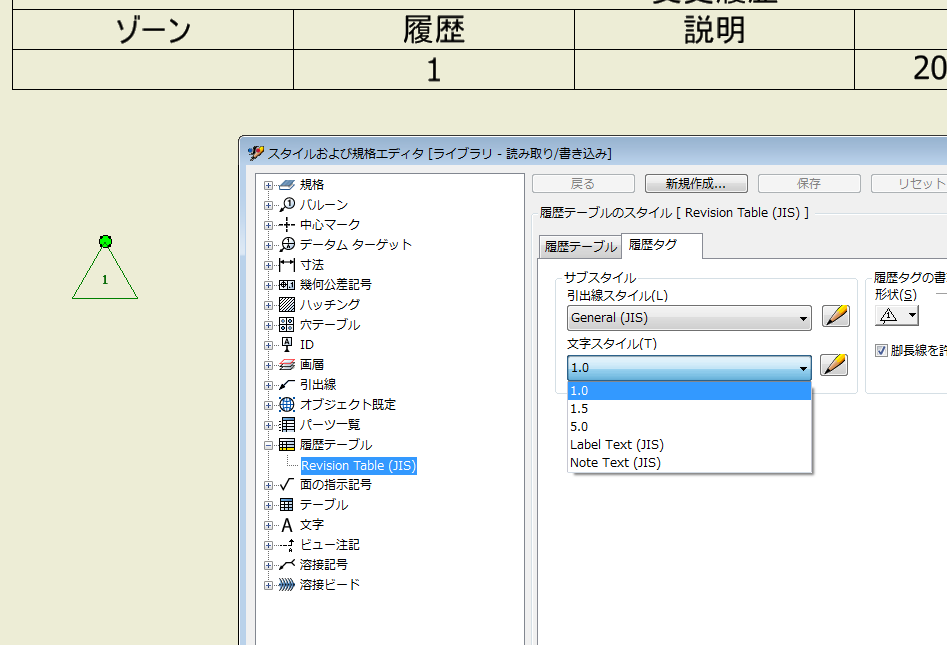 変更履歴
ゾーン 履歴 説明
1 20
1
スタイルおよび規格エディタ [ライブラリ - 読み取り/書き込み]
規格
バルーン
中心マーク
データム ターゲット
寸法
幾何公差記号
ハッチング
穴テーブル
ID
画層
引出線
オブジェクト既定
パーツ一覧
履歴テーブル
Revision Table (JIS)
面の指示記号
テーブル
文字
ビュー注記
溶接記号
溶接ビード
戻る 新規作成... 保存 リセット
履歴テーブルのスタイル [ Revision Table (JIS) ]
履歴テーブル 履歴タグ
サブスタイル
引出線スタイル(L)
General (JIS)
文字スタイル(T)
1.0
1.0
1.5
5.0
Label Text (JIS)
Note Text (JIS)
履歴タグの書
形状(S)
脚長線を許